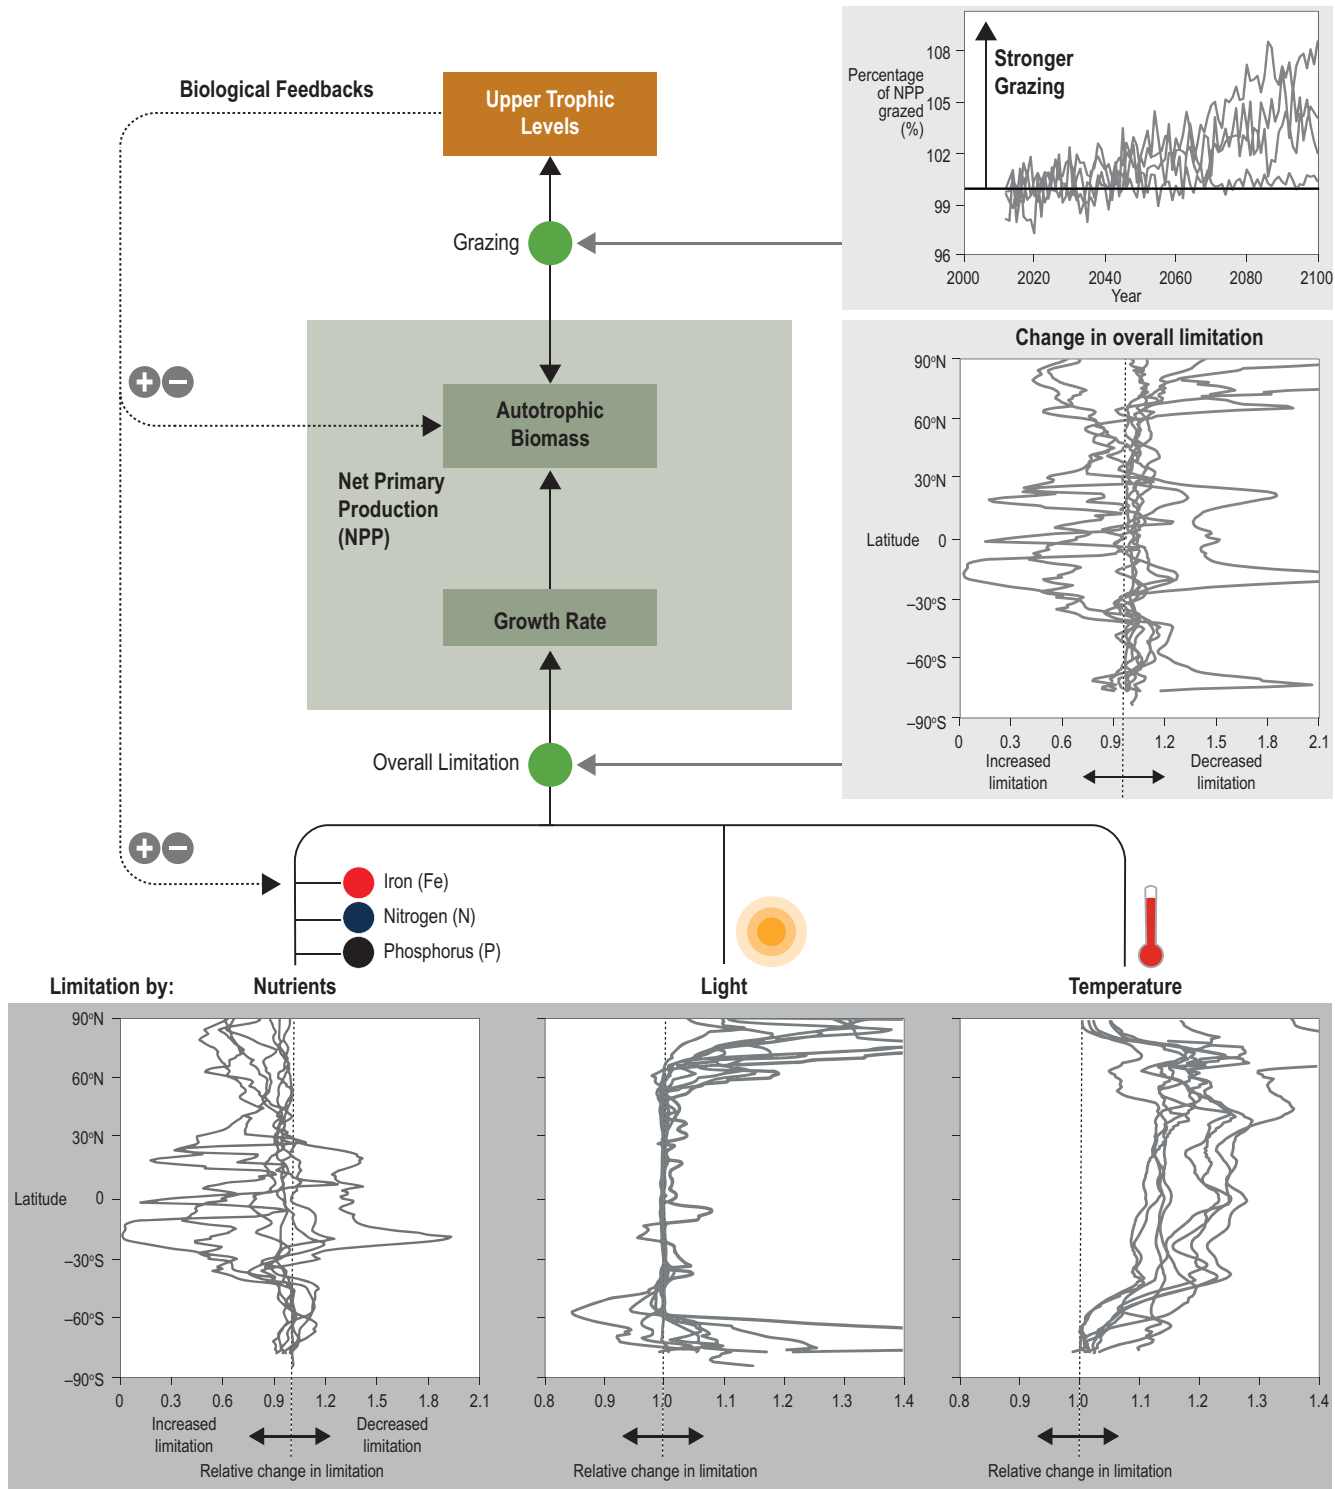 Biological Feedbacks
Upper Trophic
Levels
Grazing
Autotrophic
Biomass
Net Primary
Production
(NPP)
Growth Rate
Overall Limitation
Stronger
Grazing
Percentage
of NPP
grazed
(%)
108
105
102
99
96
2000
2020
2040
2060
2080
2100
Year
Change in overall limitation
90°N
60°N
30°N
Latitude
0
–30°S
–60°S
–90°S
0
0.3
0.6
0.9
1.2
1.5
1.8
2.1
Increased
limitation
Decreased
limitation
Iron (Fe)
Nitrogen (N)
Phosphorus (P)
Limitation by:
Nutrients
Light
Temperature
90°N
60°N
30°N
Latitude
0
–30°S
–60°S
–90°S
0
0.3
0.6
0.9
1.2
1.5
1.8
2.1
Increased
limitation
Decreased
limitation
Relative change in limitation
0.8
0.9
1.0
1.1
1.2
1.3
1.4
Relative change in limitation
0.8
0.9
1.0
1.1
1.2
1.3
1.4
Relative change in limitation